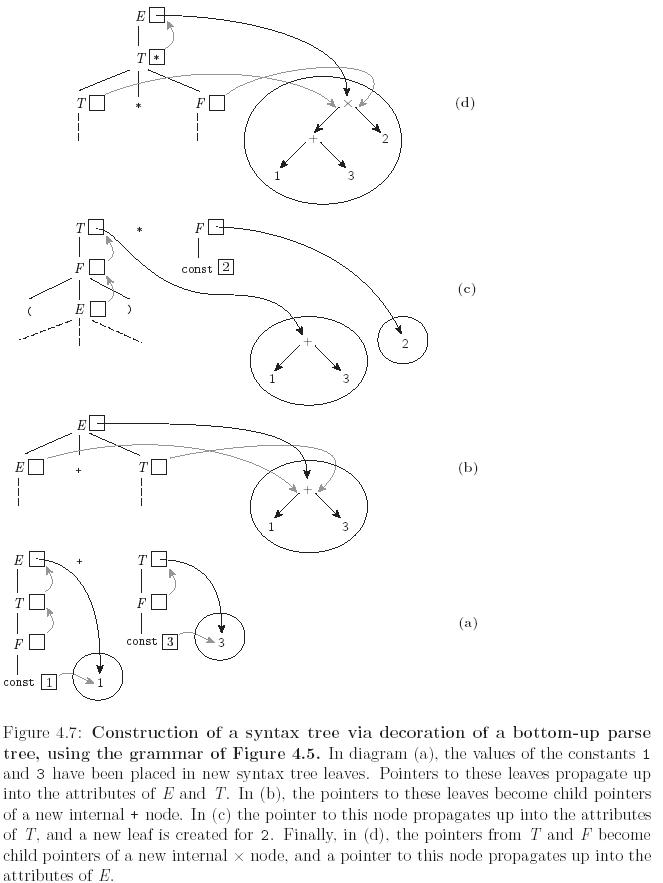 E
T *
T * F
(d)
×
+ 2
1 3
T * F
const 2
F
(c)
( E )
+ 2
1 3
E
E + T
(b)
+
1 3
E + T
T F
(a)
const 3 3
F
const 1 1
Figure 4.7: Construction of a syntax tree via decoration of a bottom-up parse
tree, using the grammar of Figure 4.5. In diagram (a), the values of the constants 1
and 3 have been placed in new syntax tree leaves. Pointers to these leaves propagate up
into the attributes of E and T. In (b), the pointers to these leaves become child pointers
of a new internal + node. In (c) the pointer to this node propagates up into the attributes
of T, and a new leaf is created for 2. Finally, in (d), the pointers from T and F become
child pointers of a new internal × node, and a pointer to this node propagates up into the
attributes of E.